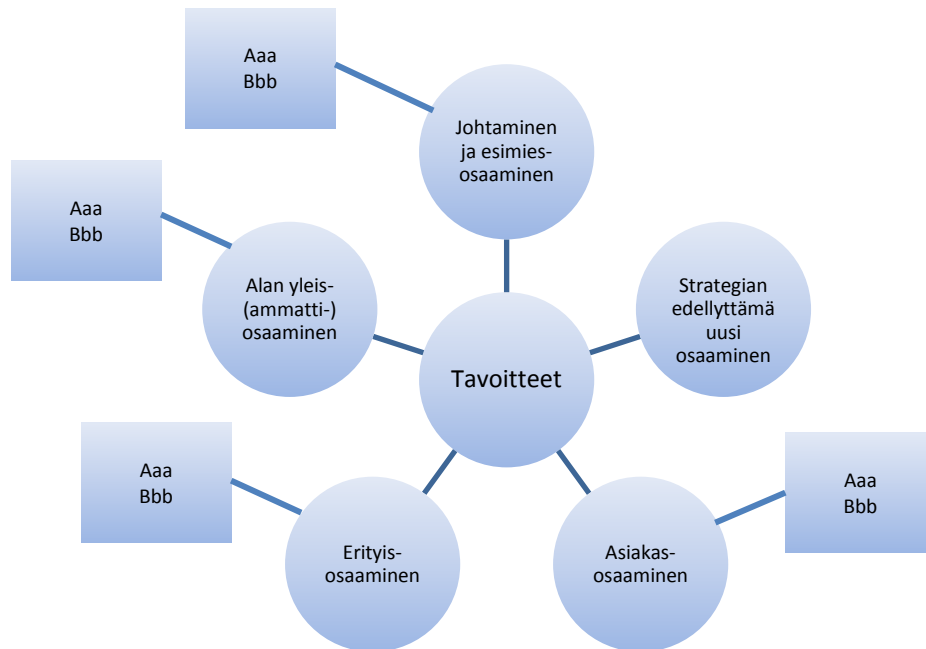 Aaa
Bbb
Johtaminen
ja esimies-
osaaminen
Aaa
Bbb
Alan yleis-
(ammatti-)
osaaminen
Strategian
edellyttämä
uusi
osaaminen
Tavoitteet
Aaa
Bbb
Erityis-
osaaminen
Asiakas-
osaaminen
Aaa
Bbb